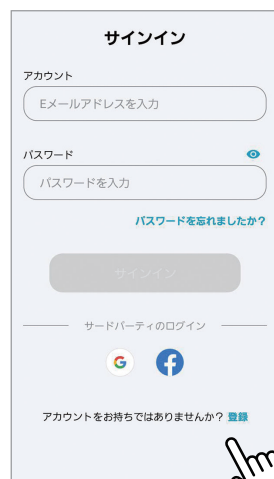 サインイン
アカウント
Eメールアドレスを入力
パスワード
パスワードを入力
パスワードを忘れましたか？
サインイン
サードパーティのログイン
G
f
アカウントをお持ちではありませんか？ 登録